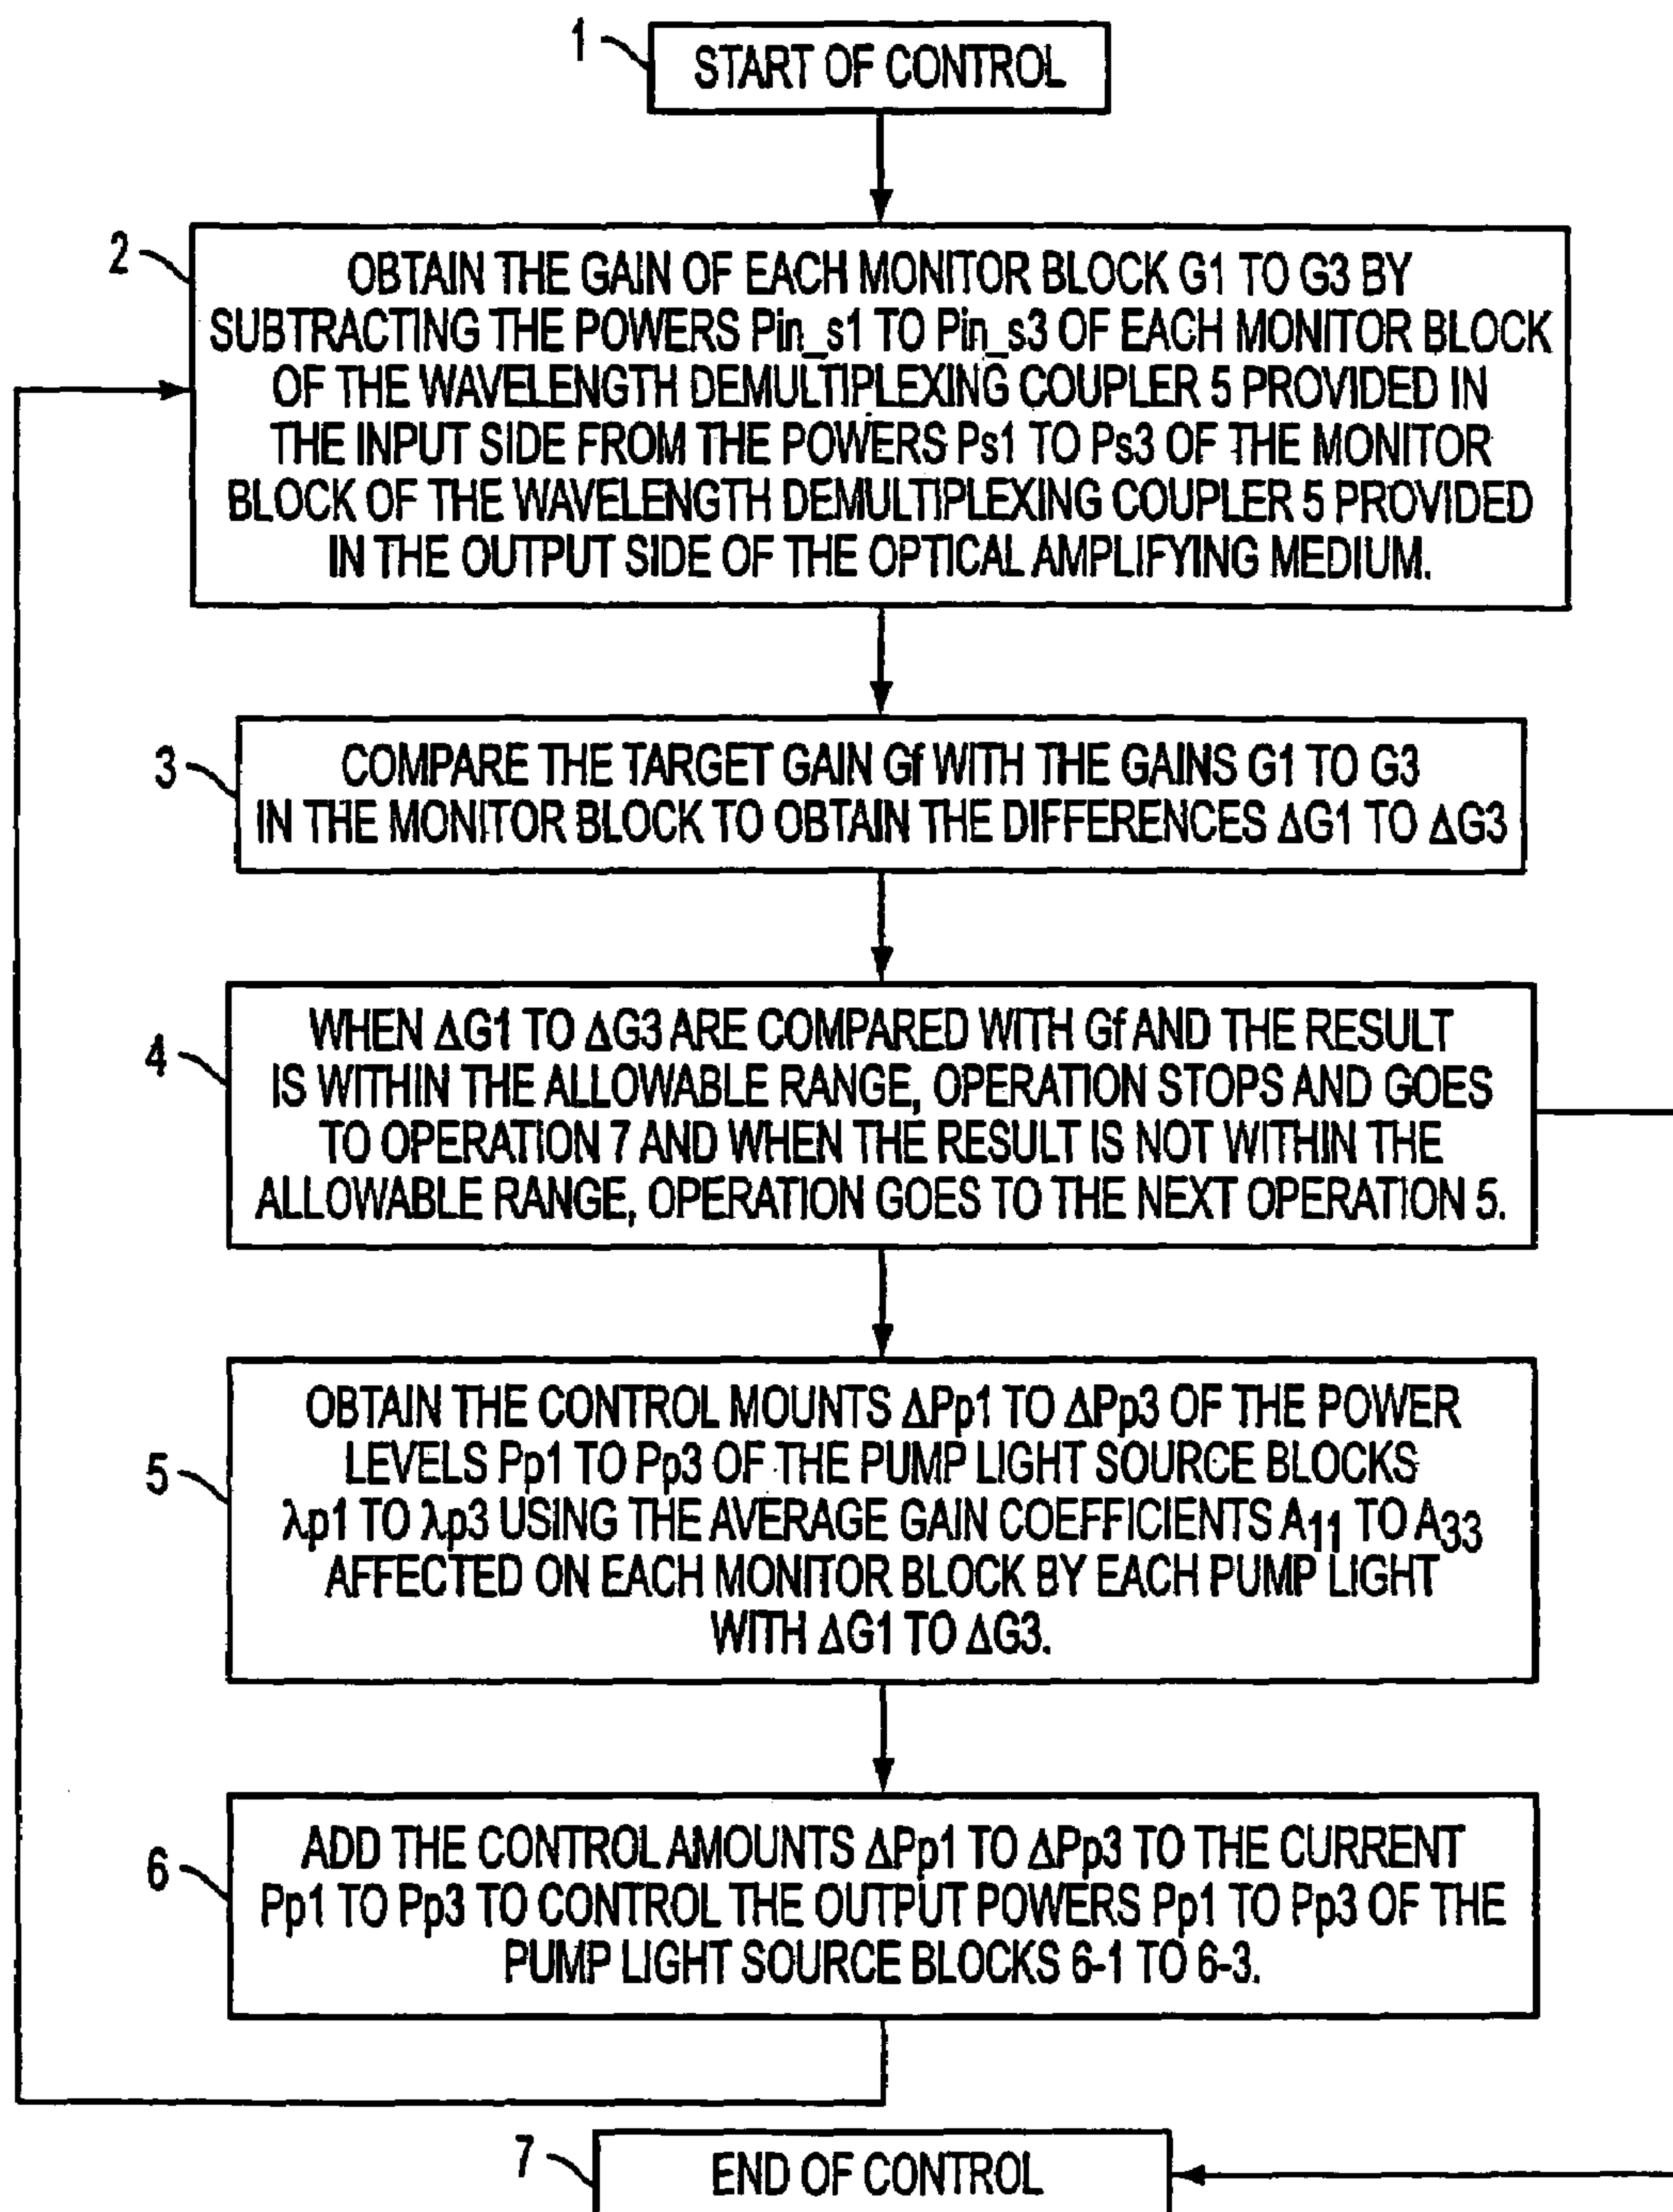 1
START OF CONTROL
2
OBTAIN THE GAIN OF EACH MONITOR BLOCK G1 TO G3 BY
SUBTRACTING THE POWERS Pin_s1 TO Pin_s3 OF EACH MONITOR BLOCK
OF THE WAVELENGTH DEMULTIPLEXING COUPLER 5 PROVIDED IN
THE INPUT SIDE FROM THE POWERS Ps1 TO Ps3 OF THE MONITOR
BLOCK OF THE WAVELENGTH DEMULTIPLEXING COUPLER 5 PROVIDED
IN THE OUTPUT SIDE OF THE OPTICAL AMPLIFYING MEDIUM.
3
COMPARE THE TARGET GAIN Gf WITH THE GAINS G1 TO G3
IN THE MONITOR BLOCK TO OBTAIN THE DIFFERENCES ΔG1 TO ΔG3
4
WHEN ΔG1 TO ΔG3 ARE COMPARED WITH Gf AND THE RESULT
IS WITHIN THE ALLOWABLE RANGE, OPERATION STOPS AND GOES
TO OPERATION 7 AND WHEN THE RESULT IS NOT WITHIN THE
ALLOWABLE RANGE, OPERATION GOES TO THE NEXT OPERATION 5.
5
OBTAIN THE CONTROL MOUNTS ΔPp1 TO ΔPp3 OF THE POWER
LEVELS Pp1 TO Pp3 OF THE PUMP LIGHT SOURCE BLOCKS
λp1 TO λp3 USING THE AVERAGE GAIN COEFFICIENTS A₁₁ TO A₃₃
AFFECTED ON EACH MONITOR BLOCK BY EACH PUMP LIGHT
WITH ΔG1 TO ΔG3.
6
ADD THE CONTROL AMOUNTS ΔPp1 TO ΔPp3 TO THE CURRENT
Pp1 TO Pp3 TO CONTROL THE OUTPUT POWERS Pp1 TO Pp3 OF THE
PUMP LIGHT SOURCE BLOCKS 6-1 TO 6-3.
7
END OF CONTROL